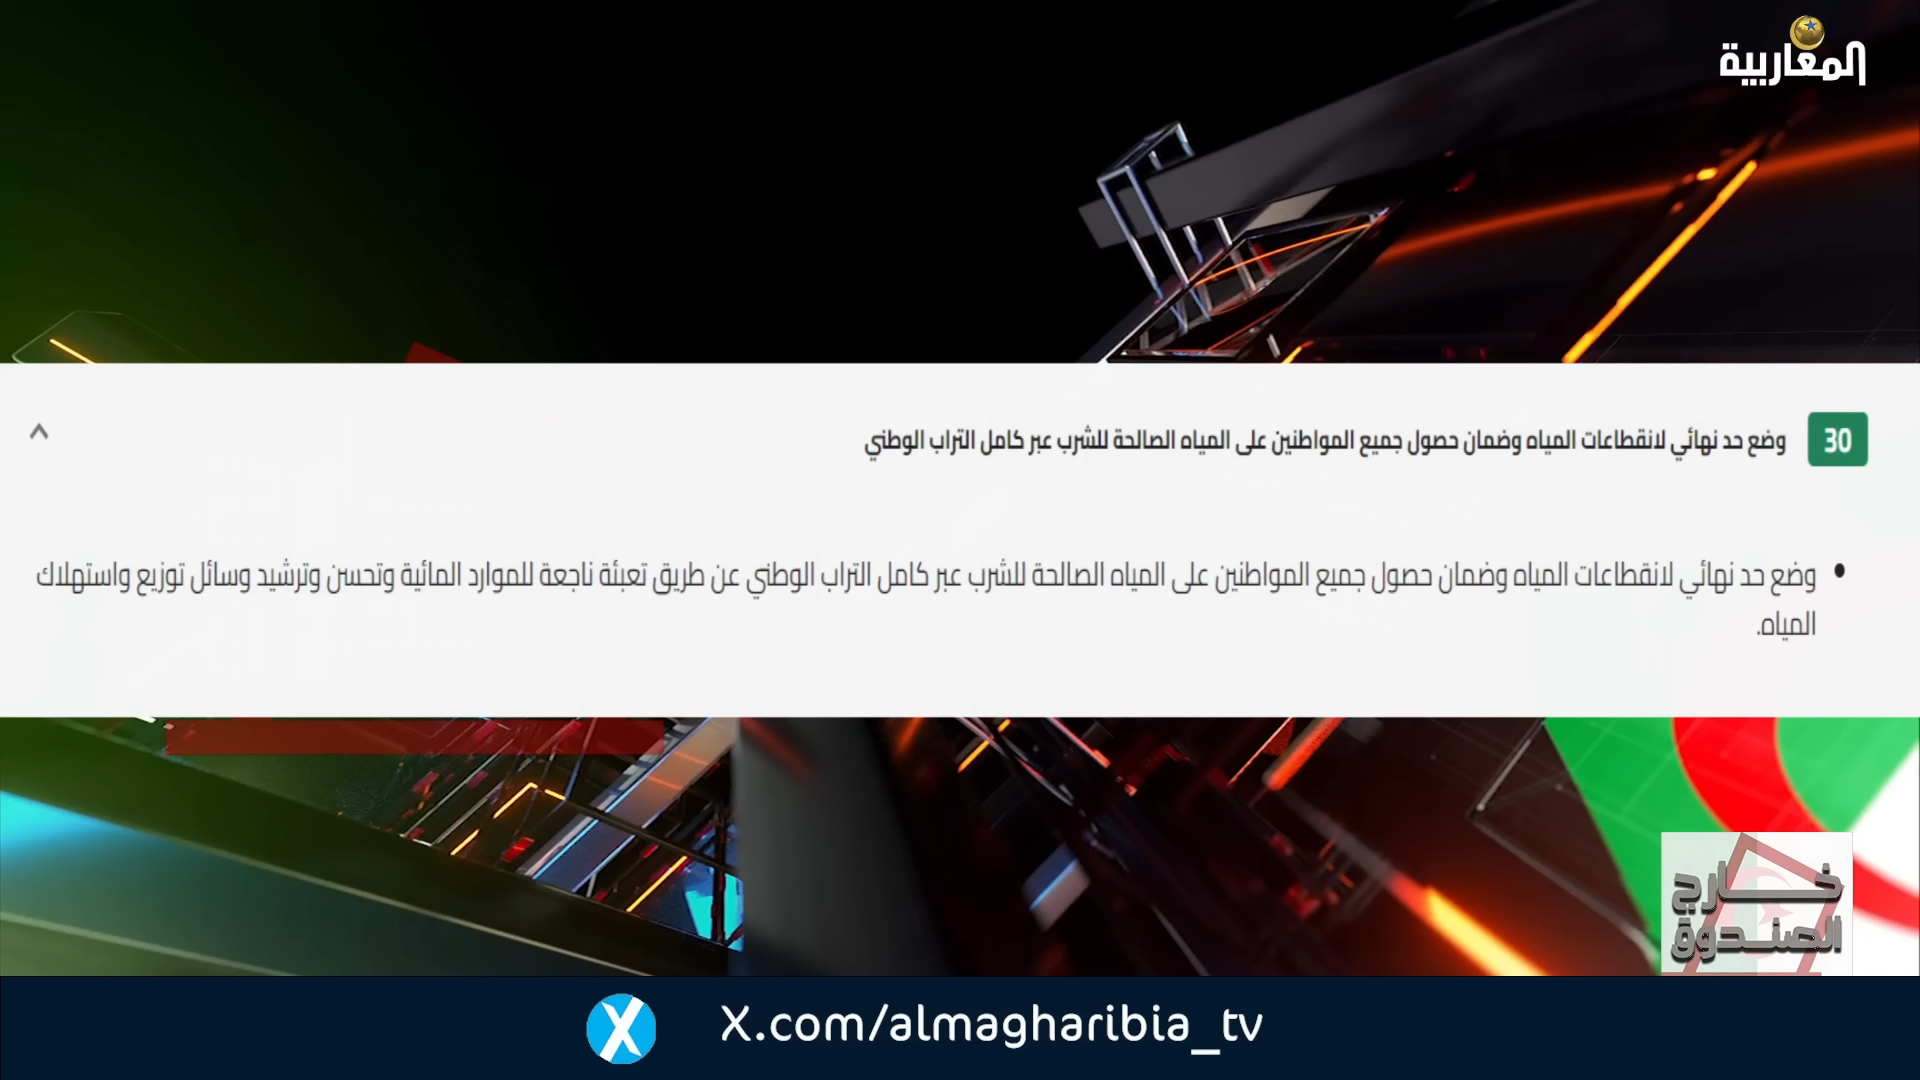 المغاربية
30
وضع حد نهائي لانقطاعات المياه وضمان حصول جميع المواطنين على المياه الصالحة للشرب عبر كامل التراب الوطني
• وضع حد نهائي لانقطاعات المياه وضمان حصول جميع المواطنين على المياه الصالحة للشرب عبر كامل التراب الوطني عن طريق تعبئة ناجعة للموارد المائية وتحسن وترشيد وسائل توزيع واستهلاك
المياه.
خارج
الصندوق
X.com/almagharibia_tv